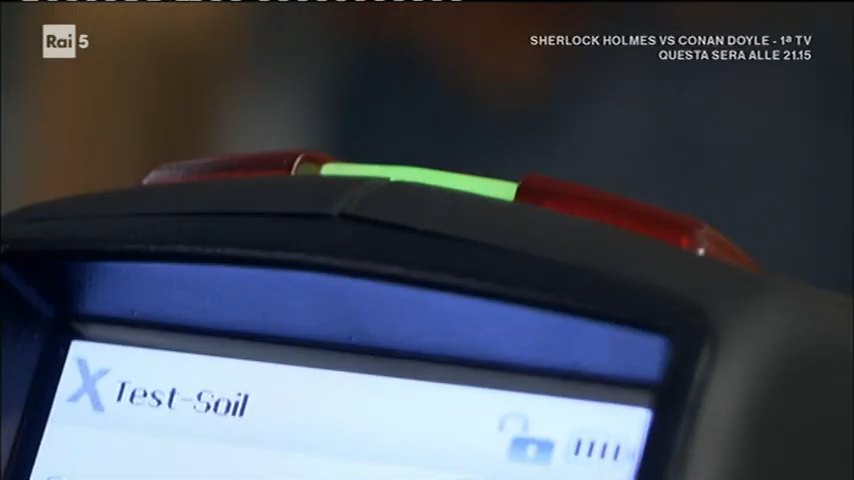 Rai 5
SHERLOCK HOLMES VS CONAN DOYLE - 1ª TV
QUESTA SERA ALLE 21.15
X Test-Soil